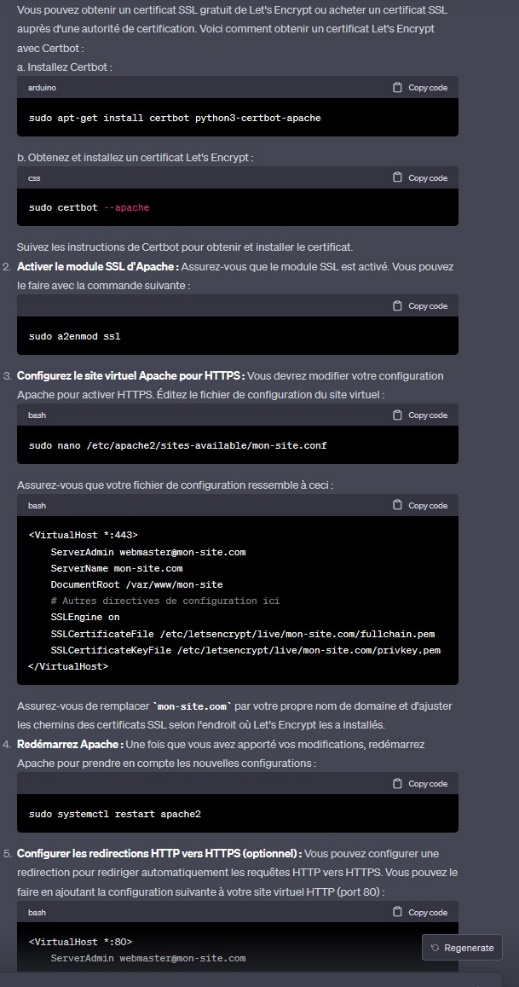 Vous pouvez obtenir un certificat SSL gratuit de Let's Encrypt ou acheter un certificat SSL
auprès d'une autorité de certification. Voici comment obtenir un certificat Let's Encrypt
avec Certbot :
a. Installez Certbot :
arduino Copy code
sudo apt-get install certbot python3-certbot-apache
b. Obtenez et installez un certificat Let's Encrypt :
css Copy code
sudo certbot --apache
Suivez les instructions de Certbot pour obtenir et installer le certificat.
2. Activer le module SSL d'Apache : Assurez-vous que le module SSL est activé. Vous pouvez
le faire avec la commande suivante :
Copy code
sudo a2enmod ssl
3. Configurez le site virtuel Apache pour HTTPS : Vous devrez modifier votre configuration
Apache pour activer HTTPS. Éditez le fichier de configuration du site virtuel :
bash Copy code
sudo nano /etc/apache2/sites-available/mon-site.conf
Assurez-vous que votre fichier de configuration ressemble à ceci :
bash Copy code
<VirtualHost *:443>
ServerAdmin webmaster@mon-site.com
ServerName mon-site.com
DocumentRoot /var/www/mon-site
# Autres directives de configuration ici
SSLEngine on
SSLCertificateFile /etc/letsencrypt/live/mon-site.com/fullchain.pem
SSLCertificateKeyFile /etc/letsencrypt/live/mon-site.com/privkey.pem
</VirtualHost>
Assurez-vous de remplacer `mon-site.com` par votre propre nom de domaine et d'ajuster
les chemins des certificats SSL selon l'endroit où Let's Encrypt les a installés.
4. Redémarrez Apache : Une fois que vous avez apporté vos modifications, redémarrez
Apache pour prendre en compte les nouvelles configurations :
Copy code
sudo systemctl restart apache2
5. Configurer les redirections HTTP vers HTTPS (optionnel) : Vous pouvez configurer une
redirection pour rediriger automatiquement les requêtes HTTP vers HTTPS. Vous pouvez le
faire en ajoutant la configuration suivante à votre site virtuel HTTP (port 80) :
bash Copy code
<VirtualHost *:80>
Regenerate
ServerAdmin webmaster@mon-site.com